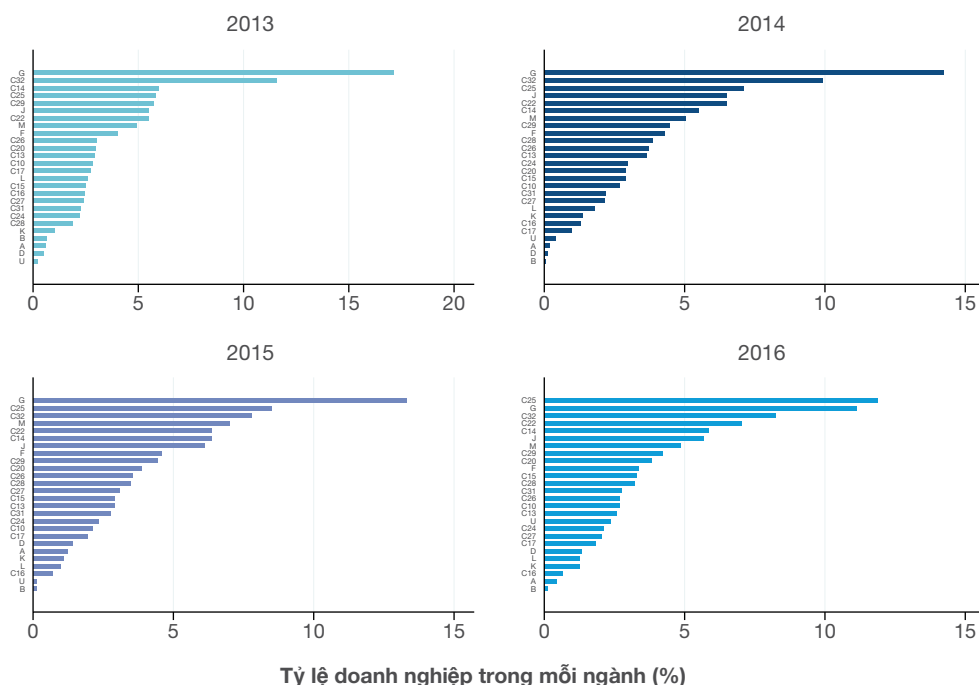 2013
G
C32
C14
C25
C29
J
C22
M
F
C26
C20
C13
C10
C17
L
C15
C16
C27
C31
C24
C28
K
B
A
D
U
0 5 10 15 20
2014
G
C32
C25
J
C22
C14
M
C29
F
C28
C26
C13
C24
C20
C15
C10
C31
C27
L
K
C16
C17
U
A
D
B
0 5 10 15
2015
G
C25
C32
M
C22
C14
J
F
C29
C20
C26
C28
C27
C15
C13
C31
C24
C10
C17
D
A
K
L
C16
U
B
0 5 10 15
2016
C25
G
C32
C22
C14
J
M
C29
C20
F
C15
C28
C31
C26
C10
C13
U
C24
C27
C17
D
L
K
C16
A
B
0 5 10 15
Tỷ lệ doanh nghiệp trong mỗi ngành (%)